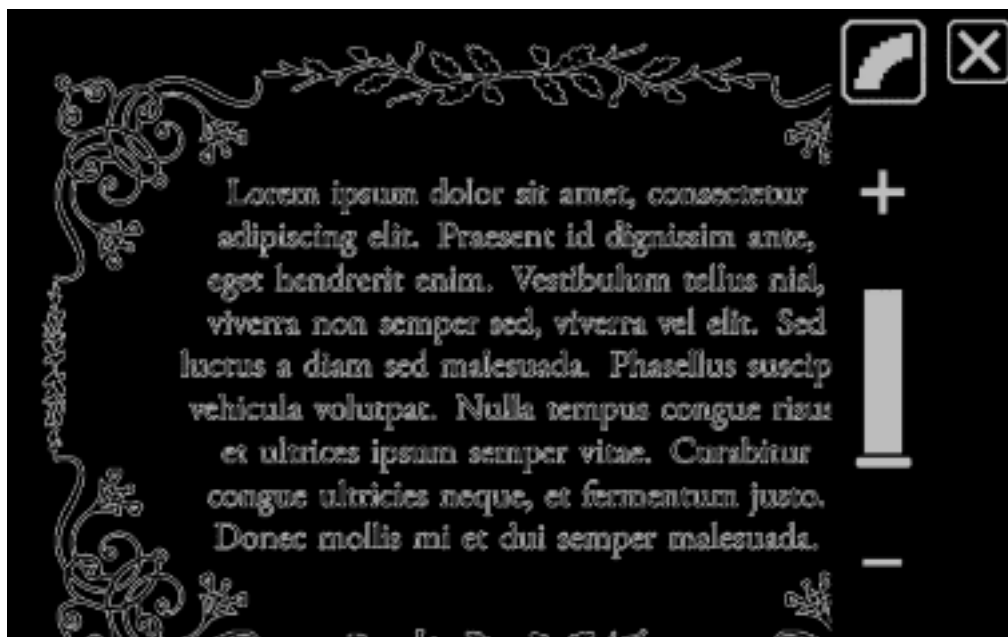 Lorem ipsum dolor sit amet, consectetur
adipiscing elit. Praesent id dignissim ante,
eget hendrerit enim. Vestibulum tellus nisl,
viverra non semper sed, viverra vel elit. Sed
luctus a diam sed malesuada. Phasellus suscip
vehicula volutpat. Nulla tempus congue risus
et ultrices ipsum semper vitae. Curabitur
congue ultricies neque, et fermentum justo.
Donec mollis mi et dui semper malesuada.